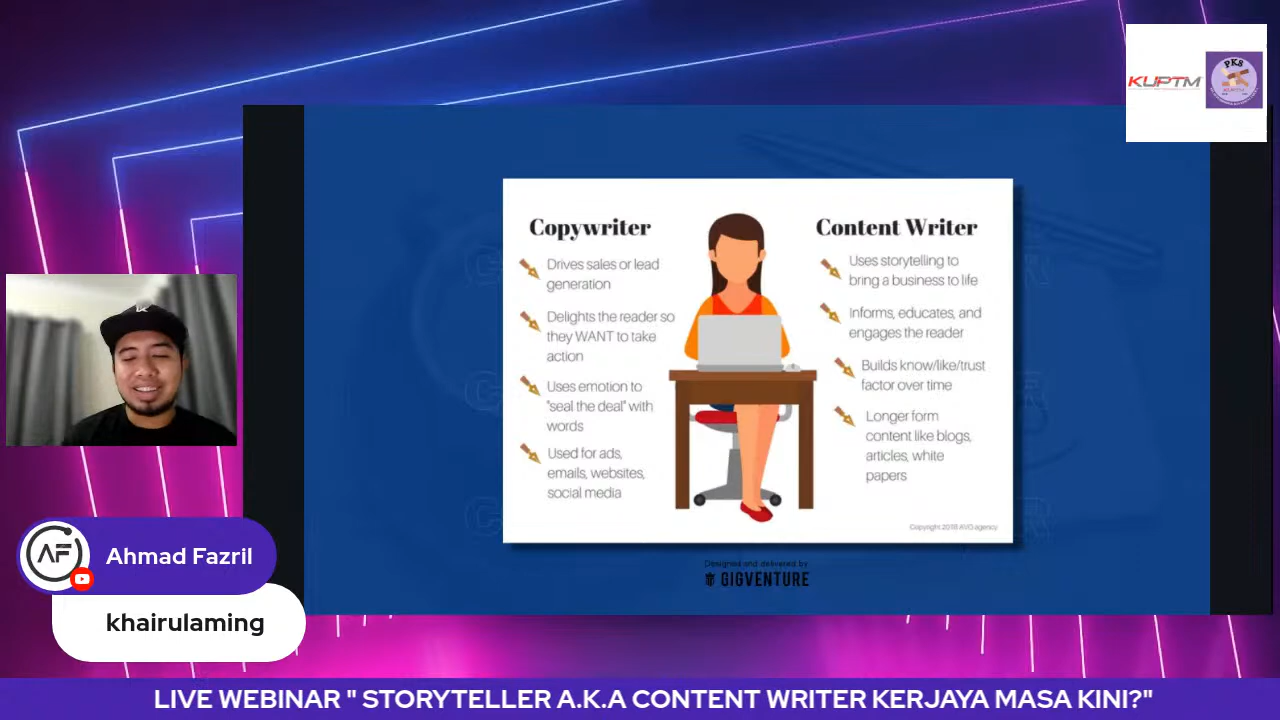 KUPTM
PKS
Copywriter
Drives sales or lead
generation
Delights the reader so
they WANT to take
action
Uses emotion to
"seal the deal" with
words
Used for ads,
emails, websites,
social media
Content Writer
Uses storytelling to
bring a business to life
Informs, educates, and
engages the reader
Builds know/like/trust
factor over time
Longer form
content like blogs,
articles, white
papers
Copyright 2018 AVO agency
Designed and delivered by
GIGVENTURE
AF
Ahmad Fazril
khairulaming
LIVE WEBINAR " STORYTELLER A.K.A CONTENT WRITER KERJAYA MASA KINI?"